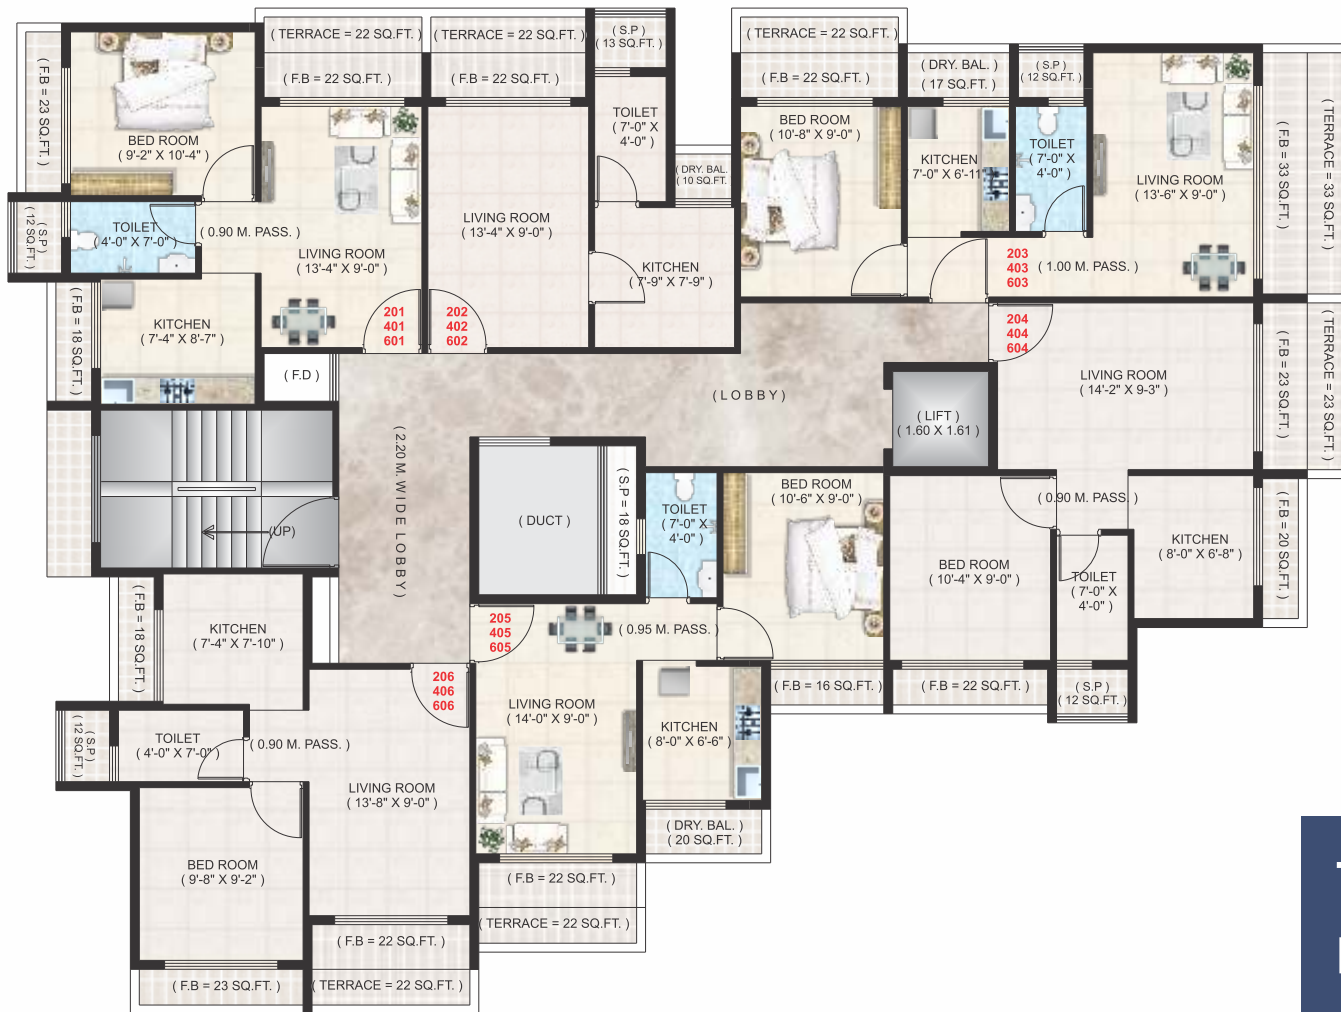 ( TERRACE = 22 SQ.FT. )
( F.B = 22 SQ.FT. )
( TERRACE = 22 SQ.FT. )
( F.B = 22 SQ.FT. )
( S.P )
( 13 SQ.FT. )
( TERRACE = 22 SQ.FT. )
( F.B = 22 SQ.FT. )
( DRY. BAL. )
( 17 SQ.FT. )
( S.P )
( 12 SQ.FT. )
( F.B = 23 SQ.FT. )
BED ROOM
( 9'-2" X 10'-4" )
TOILET
( 7'-0" X
4'-0" )
( DRY. BAL.
( 10 SQ.FT.
BED ROOM
( 10'-8" X 9'-0" )
KITCHEN
7'-0" X 6'-11"
TOILET
( 7'-0" X
4'-0" )
LIVING ROOM
( 13'-6" X 9'-0" )
( F.B = 33 SQ.FT. )
( TERRACE = 33 SQ.FT. )
( S.P )
( 12 SQ.FT. )
TOILET
( 4'-0" X 7'-0" )
( 0.90 M. PASS. )
LIVING ROOM
( 13'-4" X 9'-0" )
LIVING ROOM
( 13'-4" X 9'-0" )
KITCHEN
( 7'-9" X 7'-9" )
203
403
603
( 1.00 M. PASS. )
( F.B = 18 SQ.FT. )
KITCHEN
( 7'-4" X 8'-7" )
201
401
601
202
402
602
204
404
604
LIVING ROOM
( 14'-2" X 9-3" )
( F.B = 23 SQ.FT. )
( TERRACE = 23 SQ.FT. )
( F.D )
( L O B B Y )
( LIFT )
( 1.60 X 1.61 )
( 2.20 M. W I D E L O B B Y )
(UP)
( DUCT )
( S.P = 18 SQ.FT. )
TOILET
( 7'-0" X
4'-0" )
BED ROOM
( 10'-6" X 9'-0" )
( 0.90 M. PASS. )
KITCHEN
( 8'-0" X 6'-8" )
( F.B = 20 SQ.FT. )
BED ROOM
( 10'-4" X 9'-0" )
TOILET
( 7'-0" X
4'-0" )
( F.B = 18 SQ.FT. )
KITCHEN
( 7'-4" X 7'-10" )
205
405
605
( 0.95 M. PASS. )
( F.B = 16 SQ.FT. )
( F.B = 22 SQ.FT. )
( S.P )
( 12 SQ.FT. )
206
406
606
LIVING ROOM
( 14'-0" X 9'-0" )
KITCHEN
( 8'-0" X 6'-6" )
( S.P )
( 12 SQ.FT. )
TOILET
( 4'-0" X 7'-0" )
( 0.90 M. PASS. )
LIVING ROOM
( 13'-8" X 9'-0" )
( DRY. BAL. )
( 20 SQ.FT. )
BED ROOM
( 9'-8" X 9'-2" )
( F.B = 22 SQ.FT. )
( TERRACE = 22 SQ.FT. )
( F.B = 22 SQ.FT. )
( F.B = 23 SQ.FT. )
( TERRACE = 22 SQ.FT. )